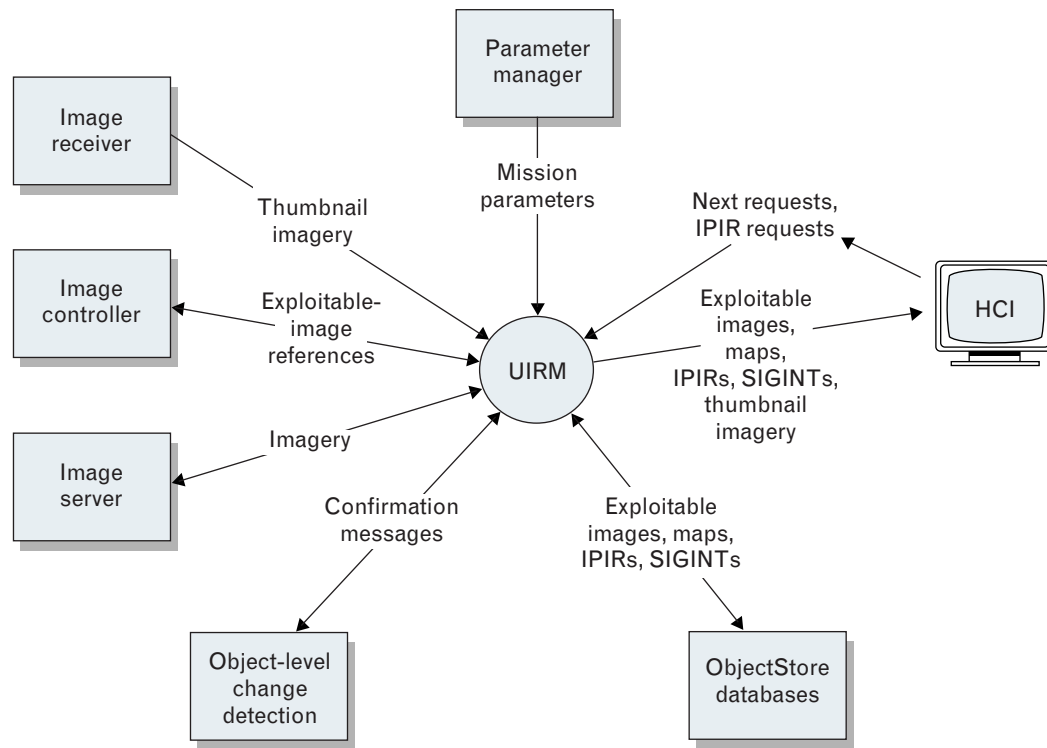 Parameter
manager
Image
receiver
Mission
parameters
Next requests,
IPIR requests
Thumbnail
imagery
Image
controller
Exploitable-
image
references
Exploitable
images,
maps,
IPIRs, SIGINTs,
thumbnail
imagery
HCI
UIRM
Image
server
Imagery
Confirmation
messages
Exploitable
images, maps,
IPIRs, SIGINTs
Object-level
change
detection
ObjectStore
databases